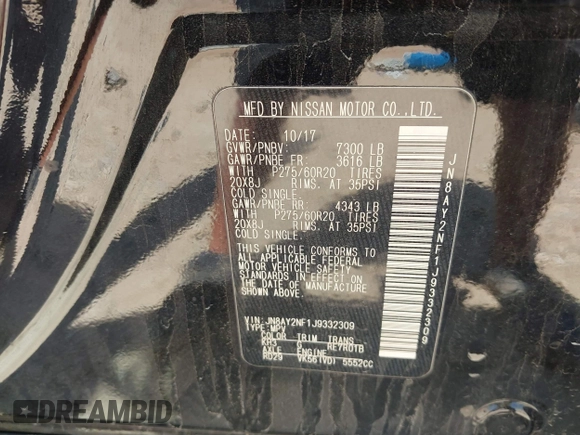 MFD BY NISSAN MOTOR CO.,LTD.
DATE: 10/17
GVWR/PNBV: 7300 LB
GAWR/PNBE FR: 3616 LB
WITH P275/60R20 TIRES
20X8J RIMS. AT 35PSI
COLD SINGLE.
GAWR/PNBE RR: 4343 LB
WITH P275/60R20 TIRES
20X8J RIMS. AT 35PSI
COLD SINGLE.
THIS VEHICLE CONFORMS TO
ALL APPLICABLE FEDERAL
MOTOR VEHICLE SAFETY
STANDARDS IN EFFECT ON
THE DATE OF MANUFACTURE
SHOWN ABOVE.
VIN: JN8AY2NF1J9332309
TYPE: MPV
COLOR TRIM TRANS
KH3 G RE7R01B
AXLE ENGINE
RD29 VK56(VD) 5552CC
JN8AY2NF1J9332309
DREAMBID